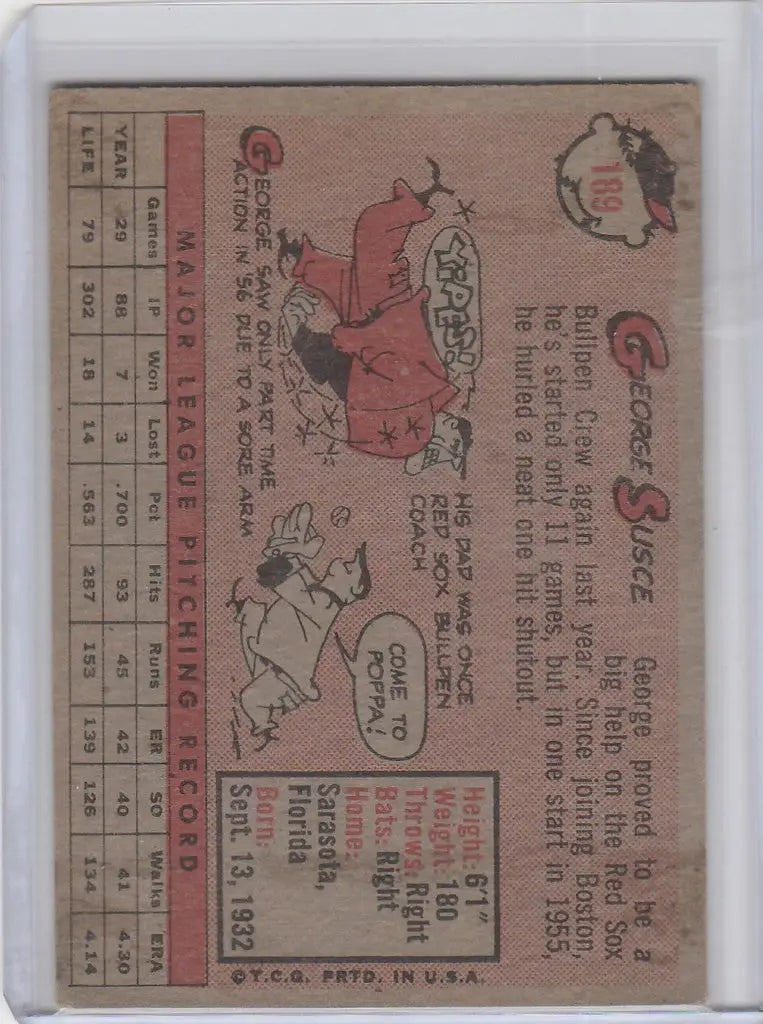 189
GEORGE SUSCE
George proved to be a
big help on the Red Sox
Bullpen Crew again last year. Since joining Boston,
he's started only 11 games, but in one start in 1955,
he hurled a neat one hit shutout.
YIPES!
GEORGE SAW ONLY PART TIME
ACTION IN '56 DUE TO A SORE ARM
HIS DAD WAS ONCE
RED SOX BULLPEN
COACH
COME TO
POPPA!
Height: 6'1"
Weight: 180
Throws: Right
Bats: Right
Home:
Sarasota,
Florida
Born:
Sept. 13, 1932
MAJOR LEAGUE PITCHING RECORD
Games IP Won Lost Pct Hits Runs ER SO Walks ERA
YEAR 29 88 7 3 .700 93 45 42 40 41 4.30
LIFE 79 302 18 14 .563 287 153 139 126 134 4.14
©T.C.G. PRTD. IN U.S.A.